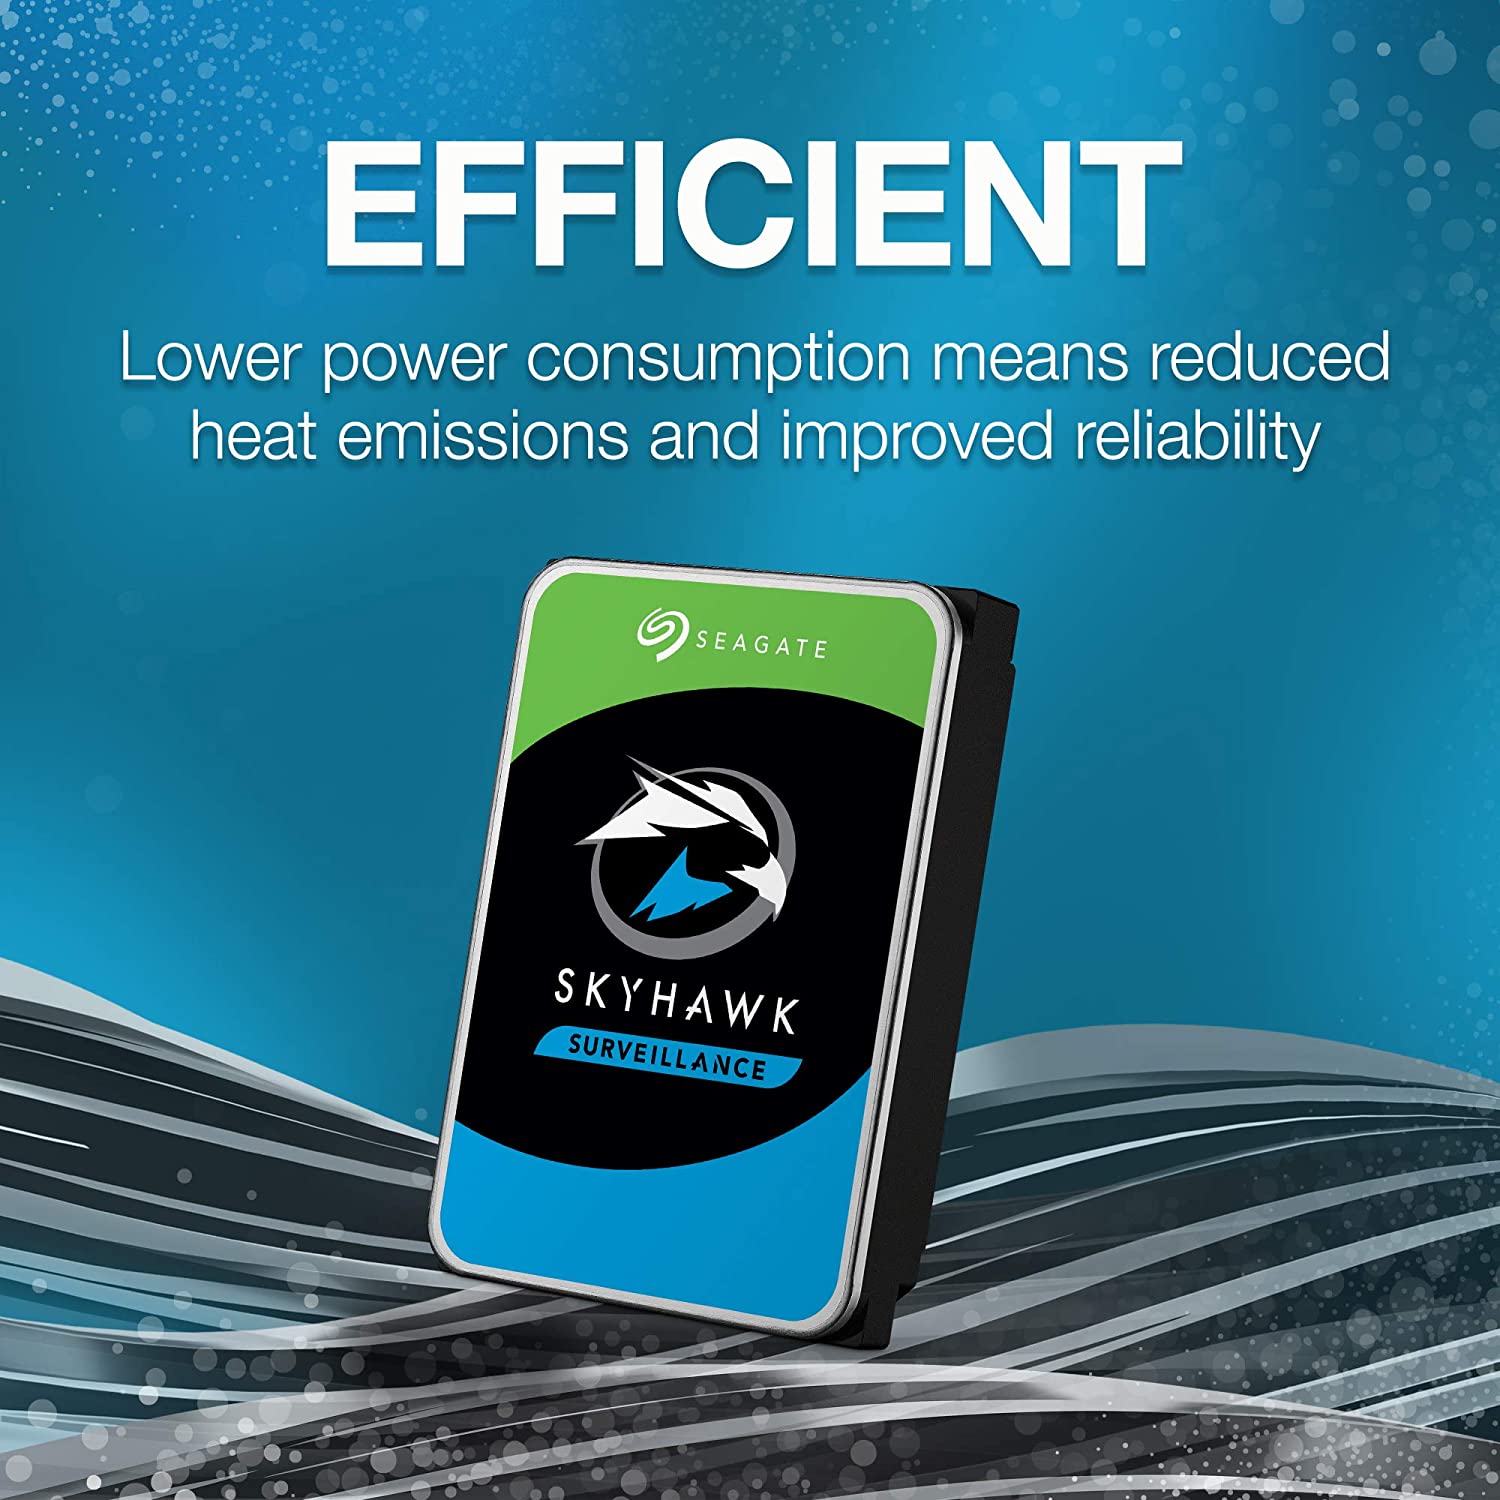 EFFICIENT
Lower power consumption means reduced
heat emissions and improved reliability
SEAGATE
SKYHAWK
SURVEILLANCE